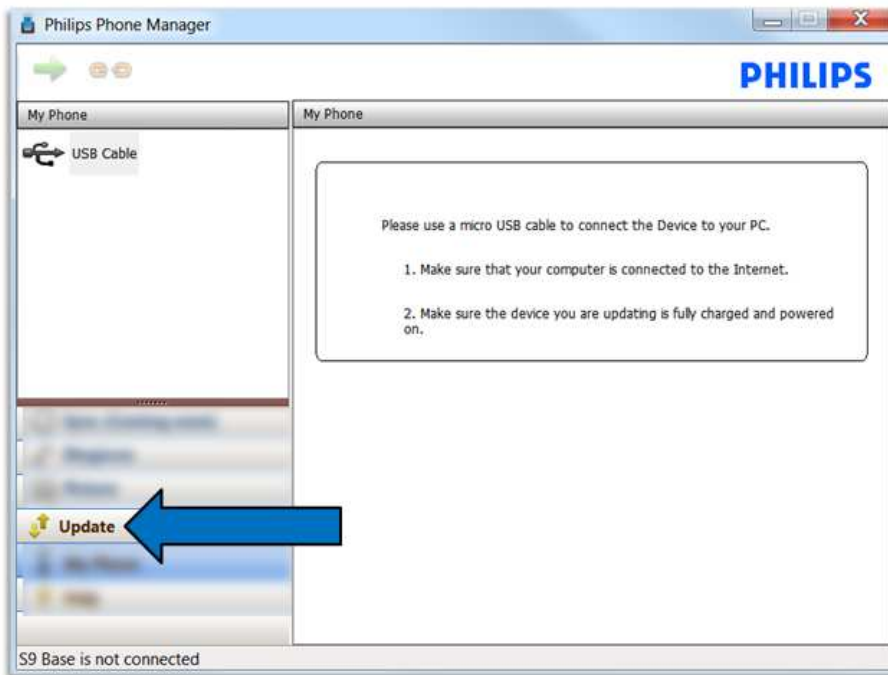 Philips Phone Manager
PHILIPS
My Phone
My Phone
USB Cable
Please use a micro USB cable to connect the Device to your PC.
1. Make sure that your computer is connected to the Internet.
2. Make sure the device you are updating is fully charged and powered
on.
Update
S9 Base is not connected